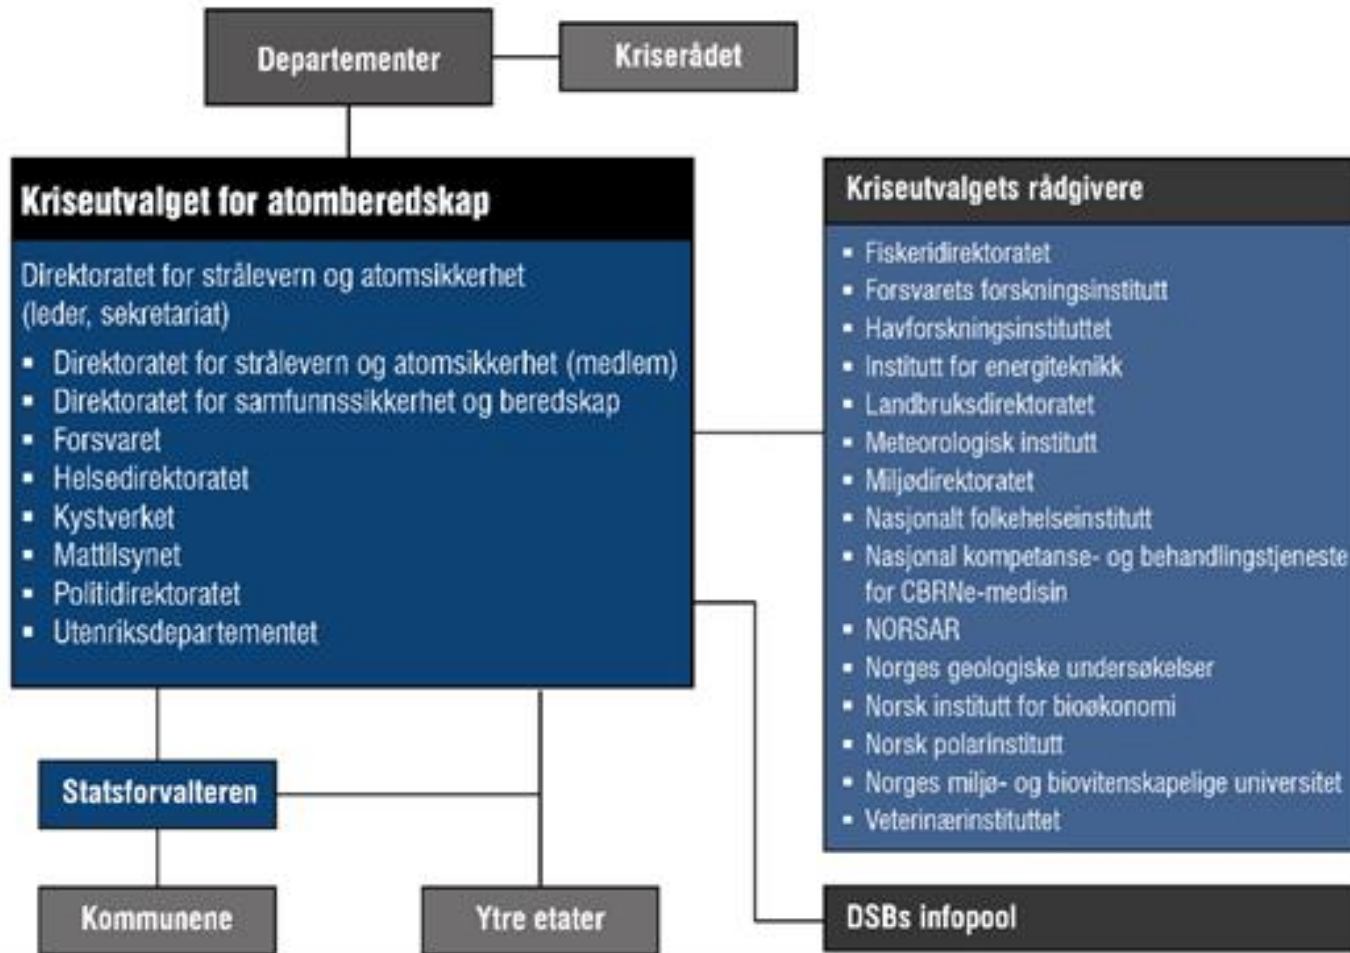 Departementer
Kriserådet
Kriseutvalget for atomberedskap
Direktoratet for strålevern og atomsikkerhet
(leder, sekretariat)
▪ Direktoratet for strålevern og atomsikkerhet (medlem)
▪ Direktoratet for samfunnssikkerhet og beredskap
▪ Forsvaret
▪ Helsedirektoratet
▪ Kystverket
▪ Mattilsynet
▪ Politidirektoratet
▪ Utenriksdepartementet
Kriseutvalgets rådgivere
▪ Fiskeridirektoratet
▪ Forsvarets forskningsinstitutt
▪ Havforskningsinstituttet
▪ Institutt for energiteknikk
▪ Landbruksdirektoratet
▪ Meteorologisk institutt
▪ Miljødirektoratet
▪ Nasjonalt folkehelseinstitutt
▪ Nasjonal kompetanse- og behandlingstjeneste
for CBRNe-medisin
▪ NORSAR
▪ Norges geologiske undersøkelser
▪ Norsk institutt for bioøkonomi
▪ Norsk polarinstitutt
▪ Norges miljø- og biovitenskapelige universitet
▪ Veterinærinstituttet
Statsforvalteren
Kommunene
Ytre etater
DSBs infopool